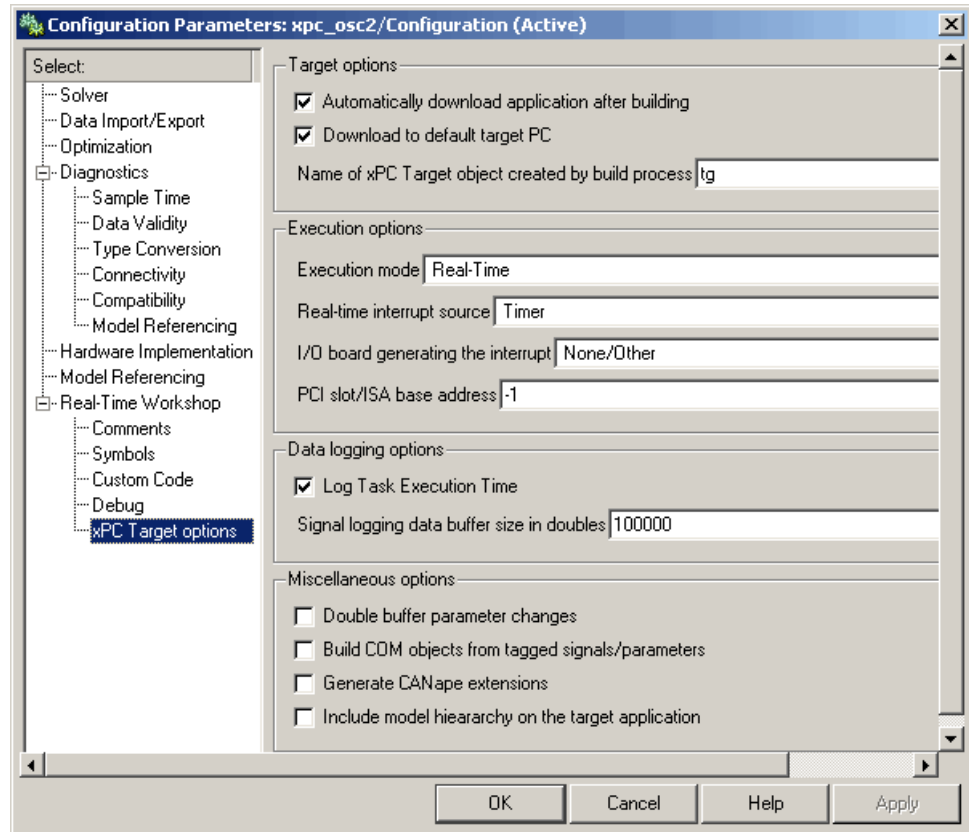 Configuration Parameters: xpc_osc2/Configuration (Active)
Select:
Solver
Data Import/Export
Optimization
Diagnostics
Sample Time
Data Validity
Type Conversion
Connectivity
Compatibility
Model Referencing
Hardware Implementation
Model Referencing
Real-Time Workshop
Comments
Symbols
Custom Code
Debug
xPC Target options
Target options
Automatically download application after building
Download to default target PC
Name of xPC Target object created by build process tg
Execution options
Execution mode Real-Time
Real-time interrupt source Timer
I/O board generating the interrupt None/Other
PCI slot/ISA base address -1
Data logging options
Log Task Execution Time
Signal logging data buffer size in doubles 100000
Miscellaneous options
Double buffer parameter changes
Build COM objects from tagged signals/parameters
Generate CANape extensions
Include model hieararchy on the target application
OK Cancel Help Apply